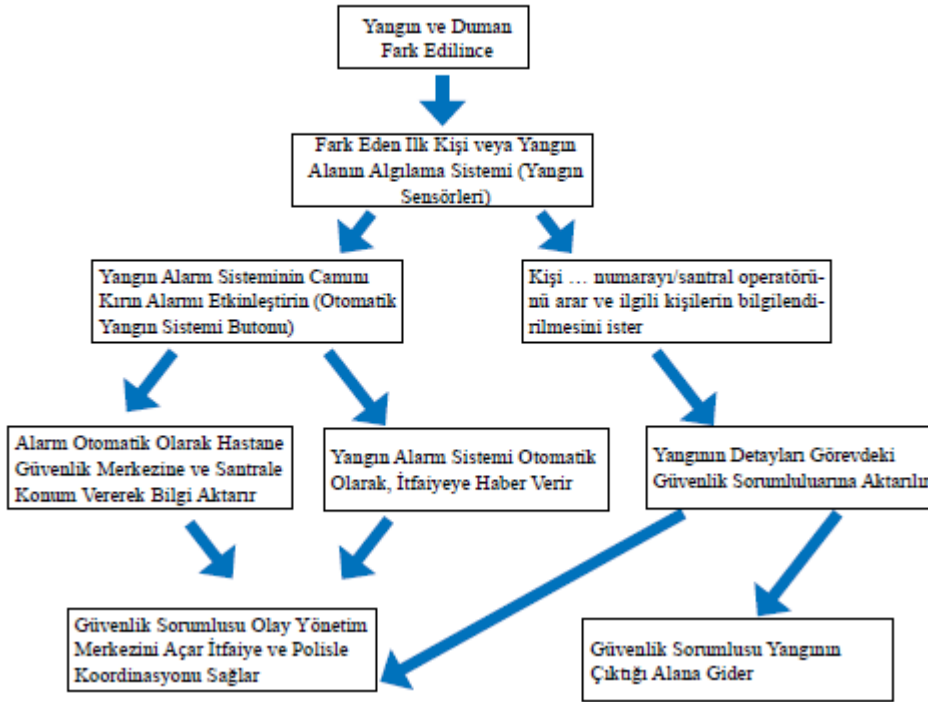 Yangın ve Duman
Fark Edilince
Fark Eden İlk Kişi veya Yangın
Alanın Algılama Sistemi (Yangın
Sensörleri)
Yangın Alarm Sisteminin Camını
Kırın Alarmı Etkinleştirin (Otomatik
Yangın Sistemi Butonu)
Kişi … numarayı/santral operatörü-
nü arar ve ilgili kişilerin bilgilendi-
rilmesini ister
Alarm Otomatik Olarak Hastane
Güvenlik Merkezine ve Santrale
Konum Vererek Bilgi Aktarır
Yangın Alarm Sistemi Otomatik
Olarak, İtfaiyeye Haber Verir
Yangının Detayları Görevdeki
Güvenlik Sorumluluarına Aktarılır
Güvenlik Sorumlusu Olay Yönetim
Merkezini Açar İtfaiye ve Polisle
Koordinasyonu Sağlar
Güvenlik Sorumlusu Yangının
Çıktığı Alana Gider